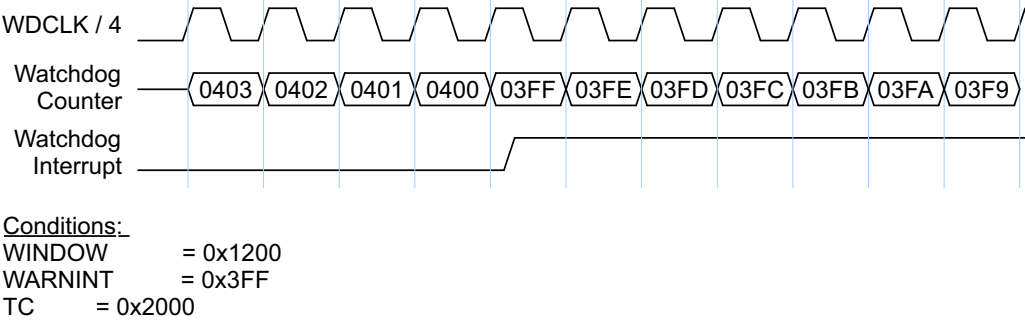 WDCLK / 4
Watchdog
Counter
0403 0402 0401 0400 03FF 03FE 03FD 03FC 03FB 03FA 03F9
Watchdog
Interrupt
Conditions:
WINDOW = 0x1200
WARNINT = 0x3FF
TC = 0x2000